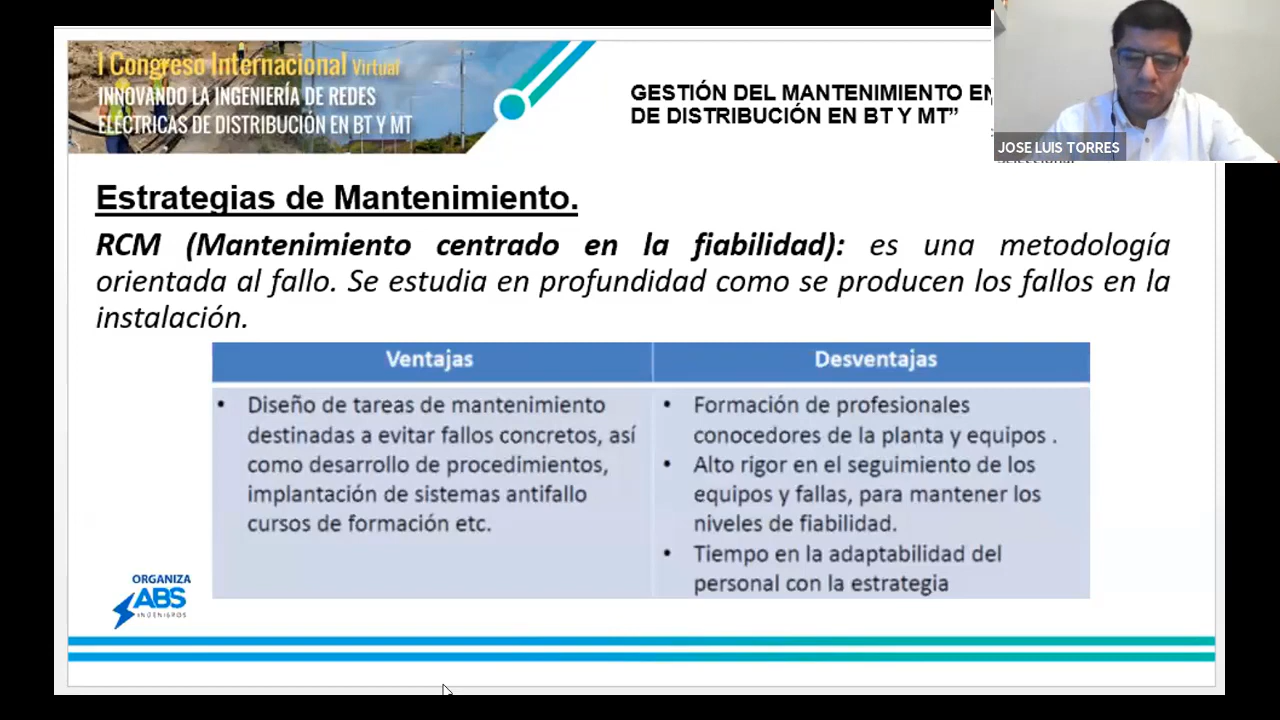 I Congreso Internacional Virtual
INNOVANDO LA INGENIERÍA DE REDES
ELÉCTRICAS DE DISTRIBUCIÓN EN BT Y MT
GESTIÓN DEL MANTENIMIENTO EN
DE DISTRIBUCIÓN EN BT Y MT”
JOSE LUIS TORRES
Estrategias de Mantenimiento.
RCM (Mantenimiento centrado en la fiabilidad): es una metodología
orientada al fallo. Se estudia en profundidad como se producen los fallos en la
instalación.
Ventajas
Desventajas
• Diseño de tareas de mantenimiento
destinadas a evitar fallos concretos, así
como desarrollo de procedimientos,
implantación de sistemas antifallo
cursos de formación etc.
• Formación de profesionales
conocedores de la planta y equipos .
• Alto rigor en el seguimiento de los
equipos y fallas, para mantener los
niveles de fiabilidad.
• Tiempo en la adaptabilidad del
personal con la estrategia
ORGANIZA
ABS
INGENIEROS